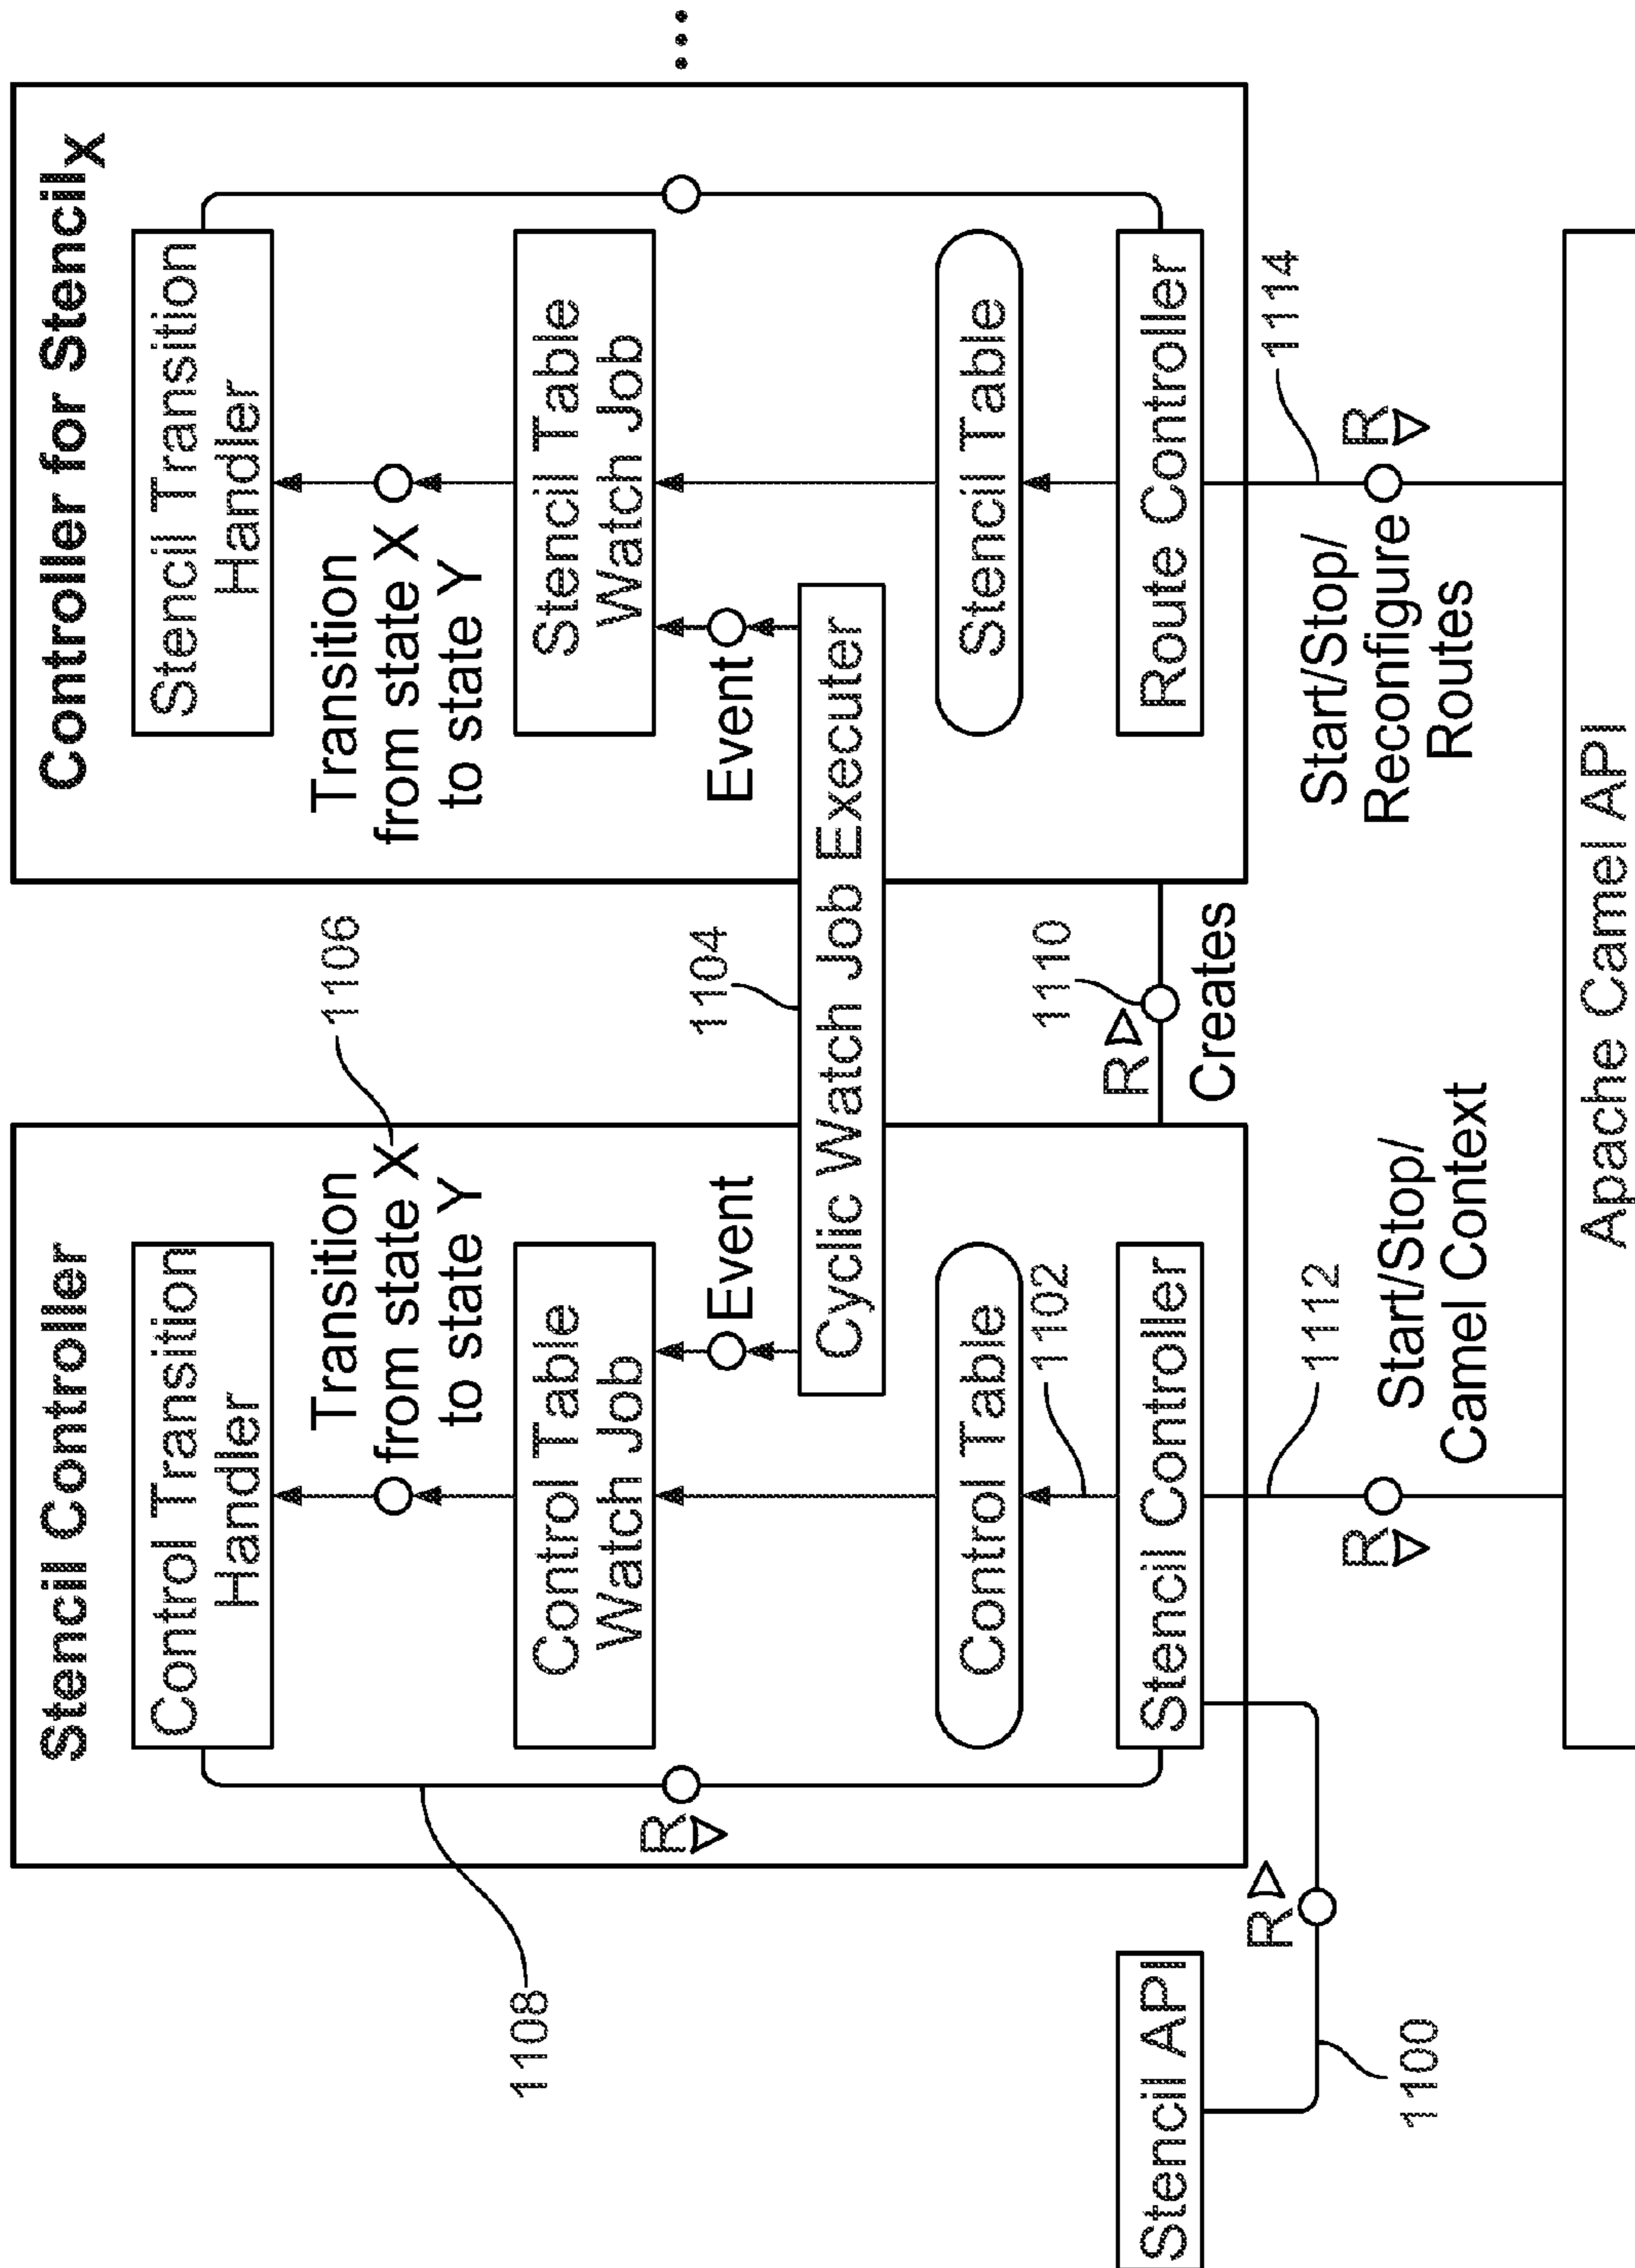 Stencil Controller
Control Transition
Handler
Transition
from state X
to state Y
1106
1108
R
Control Table
Watch Job
Event
1104
Cyclic Watch Job Executer
Control Table
1102
Stencil Controller
R
1110
Creates
Controller for Stencilx
Stencil Transition
Handler
Transition
from state X
to state Y
Stencil Table
Watch Job
Event
Stencil Table
Route Controller
...
Stencil API
R
1100
R
1112
Start/Stop/
Camel Context
Start/Stop/
Reconfigure
Routes
R
1114
Apache Camel API